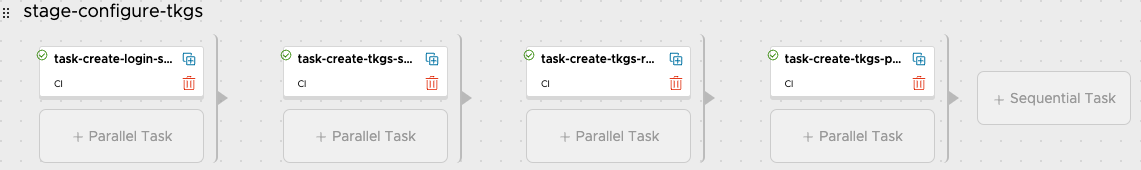 stage-configure-tkgs
task-create-login-s...
CI
+ Parallel Task
task-create-tkgs-s...
CI
+ Parallel Task
task-create-tkgs-r...
CI
+ Parallel Task
task-create-tkgs-p...
CI
+ Parallel Task
+ Sequential Task